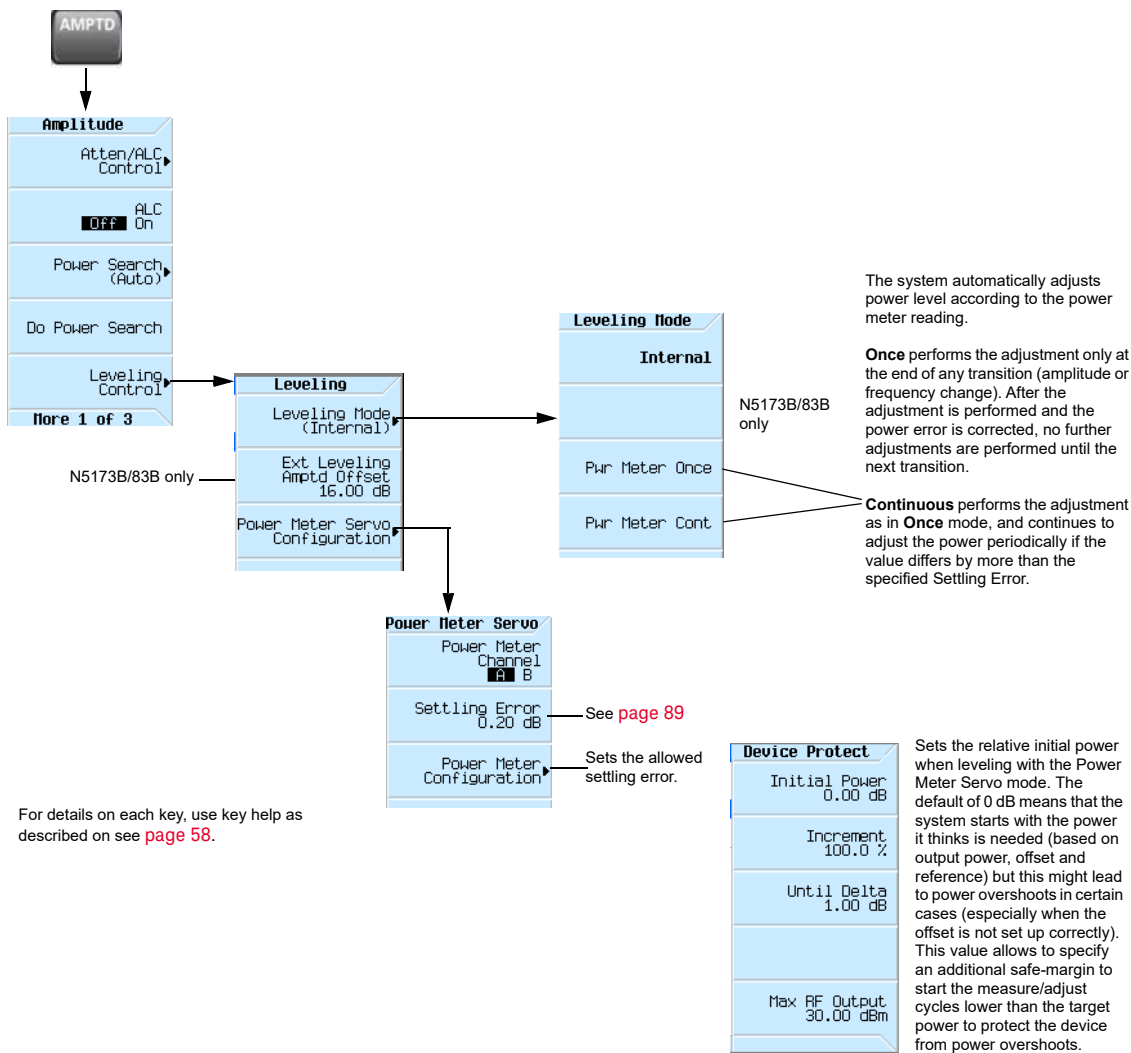 AMPTD
Amplitude
Atten/ALC
Control
ALC
Off On
Power Search
(Auto)
Do Power Search
Leveling
Control
More 1 of 3
Leveling
Leveling Mode
(Internal)
Ext Leveling
Amptd Offset
16.00 dB
Power Meter Servo
Configuration
N5173B/83B only
Leveling Mode
Internal
Pwr Meter Once
Pwr Meter Cont
N5173B/83B
only
The system automatically adjusts
power level according to the power
meter reading.
Once performs the adjustment only at
the end of any transition (amplitude or
frequency change). After the
adjustment is performed and the
power error is corrected, no further
adjustments are performed until the
next transition.
Continuous performs the adjustment
as in Once mode, and continues to
adjust the power periodically if the
value differs by more than the
specified Settling Error.
Power Meter Servo
Power Meter
Channel
A B
Settling Error
0.20 dB
Power Meter
Configuration
See page 89
Sets the allowed
settling error.
For details on each key, use key help as
described on see page 58.
Device Protect
Initial Power
0.00 dB
Increment
100.0 %
Until Delta
1.00 dB
Max RF Output
30.00 dBm
Sets the relative initial power
when leveling with the Power
Meter Servo mode. The
default of 0 dB means that the
system starts with the power
it thinks is needed (based on
output power, offset and
reference) but this might lead
to power overshoots in certain
cases (especially when the
offset is not set up correctly).
This value allows to specify
an additional safe-margin to
start the measure/adjust
cycles lower than the target
power to protect the device
from power overshoots.